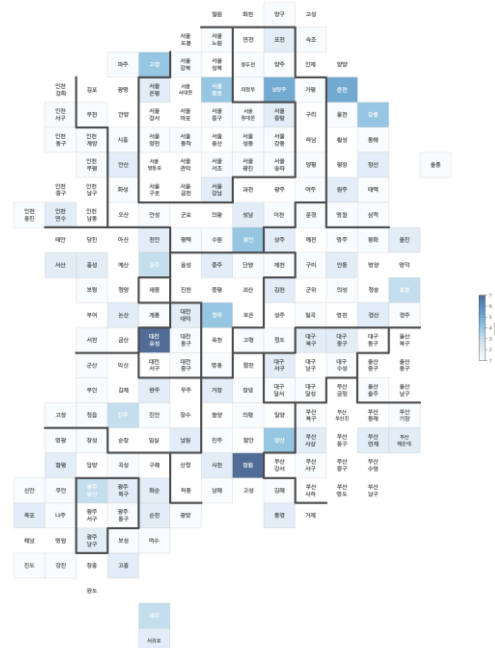 철원 화천 양구 고성
서울 도봉 서울 노원 연천 포천 속초
파주 고양 서울 강북 서울 성북 동두천 양주 인제 양양
인천 강화 김포 광명 서울 은평 서울 서대문 서울 종로 의정부 남양주 가평 춘천
인천 서구 부천 안양 서울 강서 서울 마포 서울 중구 서울 동대문 서울 중랑 구리 홍천 강릉
인천 동구 인천 계양 시흥 서울 양천 서울 동작 서울 용산 서울 성동 서울 강동 하남 횡성 동해
인천 부평 안산 서울 영등포 서울 관악 서울 서초 서울 광진 서울 송파 양평 평창 정선 울릉
인천 중구 인천 남구 화성 서울 구로 서울 금천 서울 강남 과천 광주 여주 원주 태백
인천 옹진 인천 연수 인천 남동 오산 안성 군포 의왕 성남 이천 문경 영월 삼척
태안 당진 아산 천안 평택 수원 용인 상주 예천 영주 봉화 울진
서산 홍성 예산 공주 음성 충주 단양 제천 구미 안동 영양 영덕
보령 청양 세종 진천 증평 괴산 김천 군위 의성 청송 포항
부여 논산 계룡 대전 대덕 청주 보은 성주 칠곡 영천 경산 경주
서천 금산 대전 유성 대전 동구 옥천 고령 청도 대구 북구 대구 중구 대구 동구 울산 북구
군산 익산 대전 서구 대전 중구 영동 합천 대구 서구 대구 남구 대구 수성 울산 중구 울산 동구
부안 김제 완주 무주 거창 창녕 대구 달서 대구 달성 부산 금정 울산 울주 울산 남구
고창 정읍 전주 진안 장수 함양 의령 밀양 부산 북구 부산 부산진 부산 동래 부산 기장
영광 장성 순창 임실 남원 진주 함안 양산 부산 사상 부산 동구 부산 연제 부산 해운대
함평 담양 곡성 구례 산청 사천 창원 부산 강서 부산 서구 부산 중구 부산 수영
신안 무안 광주 광산 광주 북구 화순 하동 남해 고성 김해 부산 사하 부산 영도 부산 남구
목포 나주 광주 서구 광주 동구 순천 광양 통영 거제
해남 영암 광주 남구 보성 여수
진도 강진 장흥 고흥
완도
제주
서귀포
7
6
5
4
3
2
1